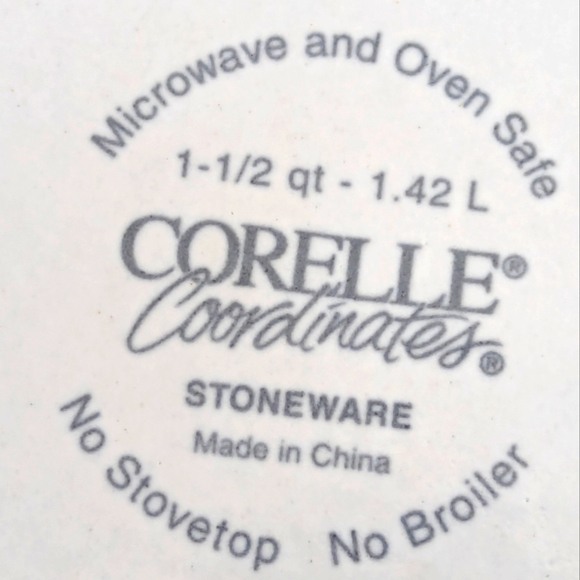 Microwave and Oven Safe
1-1/2 qt - 1.42 L
CORELLE®
Coordinates®
STONEWARE
Made in China
No Stovetop No Broiler